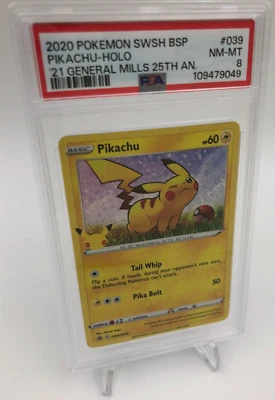 2020 POKEMON SWSH BSP #039
PIKACHU-HOLO NM-MT
'21 GENERAL MILLS 25TH AN. 8
PSA 109479049
BASIC
Pikachu HP60
Tail Whip
Flip a coin. If heads, during your opponent's next turn,
the Defending Pokémon can't attack.
Pika Bolt 50
×2